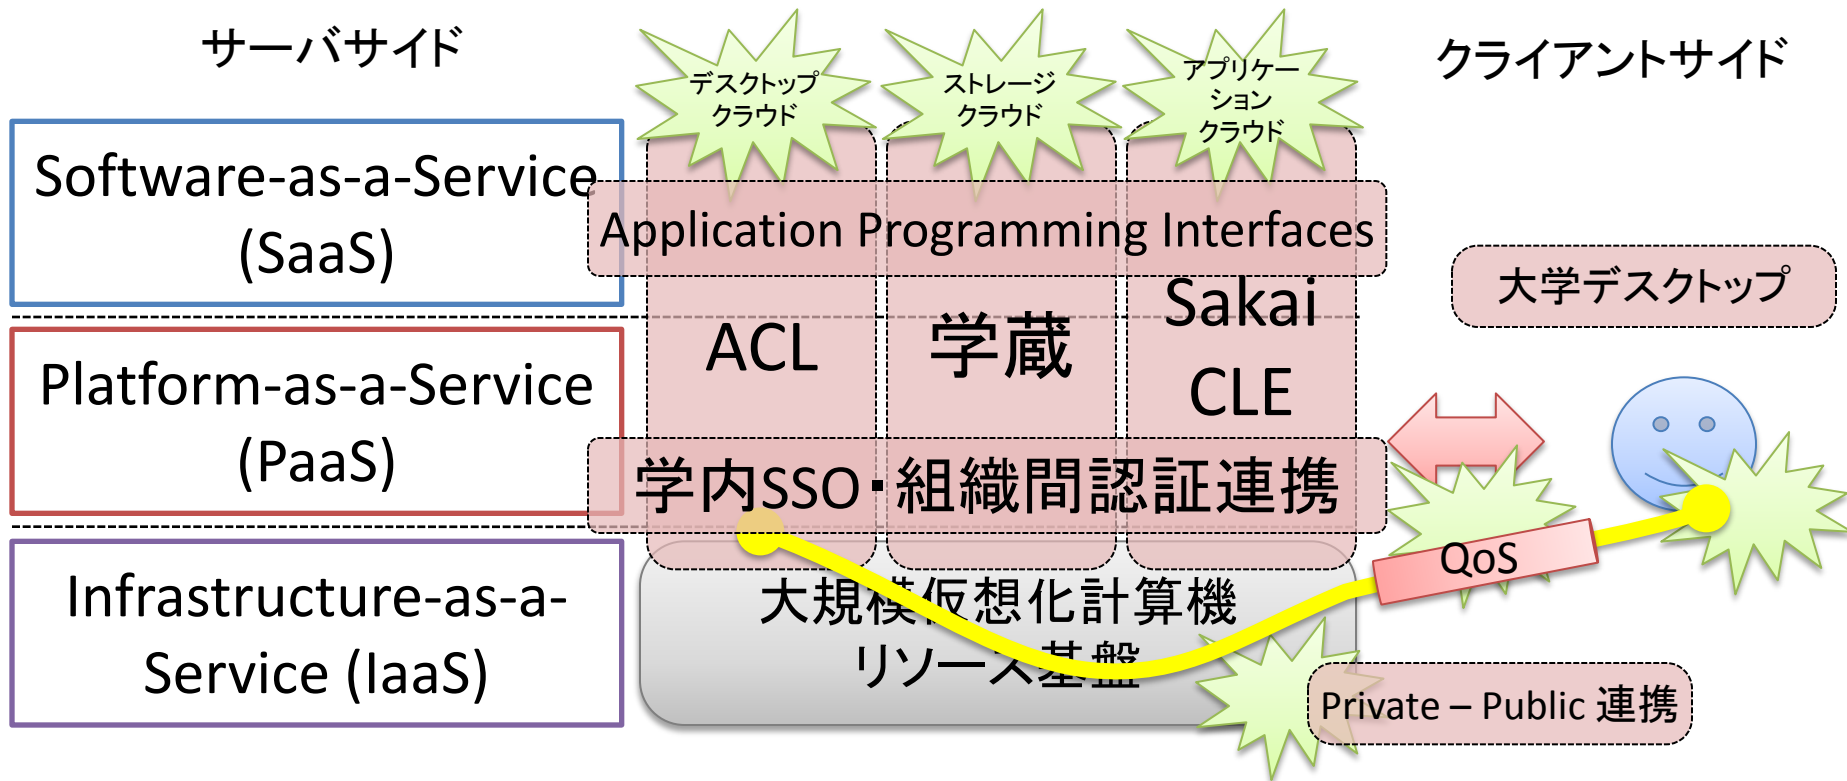 サーバサイド
クライアントサイド
デスクトップ
クラウド
ストレージ
クラウド
アプリケー
ション
クラウド
Software-as-a-Service
(SaaS)
Application Programming Interfaces
大学デスクトップ
Platform-as-a-Service
(PaaS)
ACL
学蔵
Sakai
CLE
学内SSO・組織間認証連携
QoS
Infrastructure-as-a-
Service (IaaS)
大規模仮想化計算機
リソース基盤
Private – Public 連携